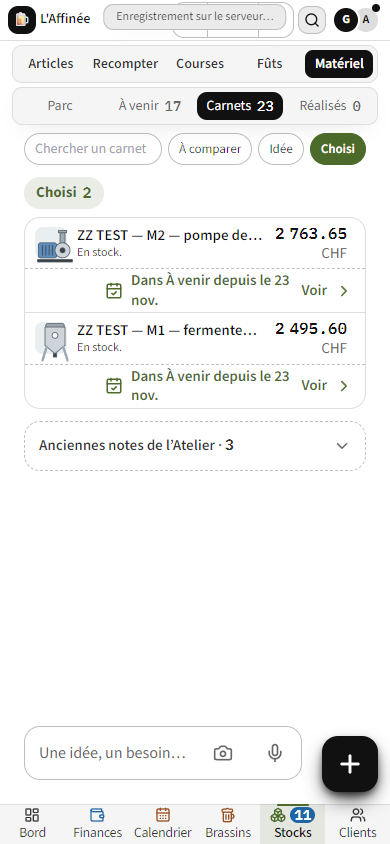 L'Affinée
Enregistrement sur le serveur…
G
A
Articles
Recompter
Courses
Fûts
Matériel
Parc
À venir 17
Carnets 23
Réalisés 0
Chercher un carnet
À comparer
Idée
Choisi
Choisi 2
ZZ TEST — M2 — pompe de… 2 763.65
En stock. CHF
Dans À venir depuis le 23
nov.
Voir
ZZ TEST — M1 — fermente… 2 495.60
En stock. CHF
Dans À venir depuis le 23
nov.
Voir
Anciennes notes de l’Atelier · 3
Une idée, un besoin…
11
Bord
Finances
Calendrier
Brassins
Stocks
Clients